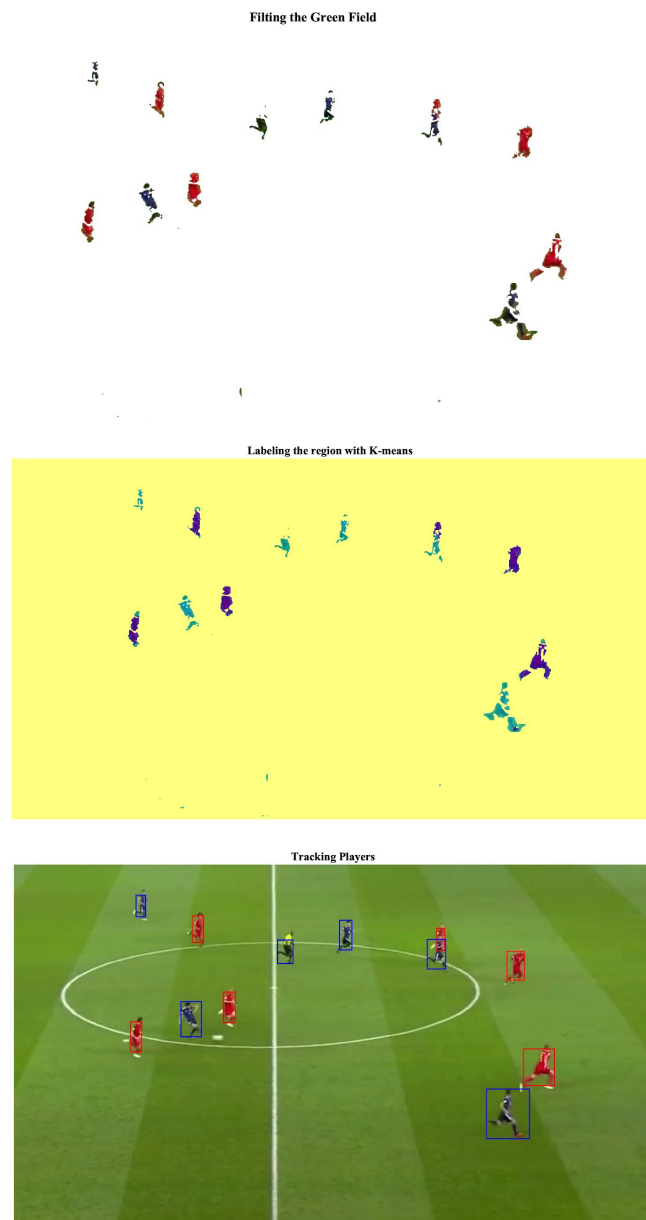 Filting the Green Field
Labeling the region with K-means
Tracking Players